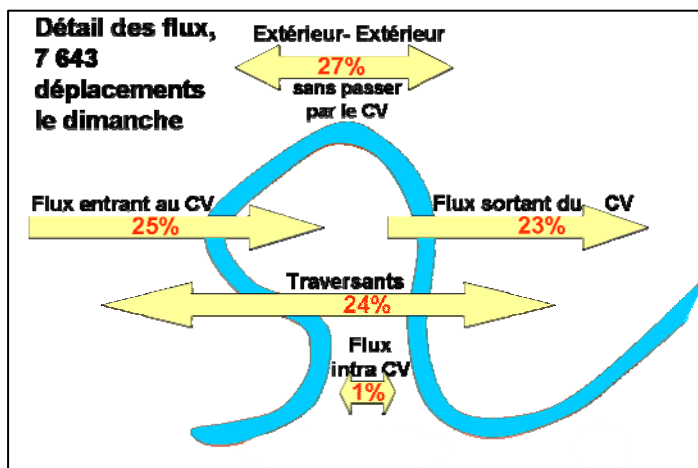 Détail des flux,
7 643
déplacements
le dimanche
Extérieur- Extérieur
27%
sans passer
par le CV
Flux entrant au CV
25%
Flux sortant du CV
23%
Traversants
24%
Flux
intra CV
1%